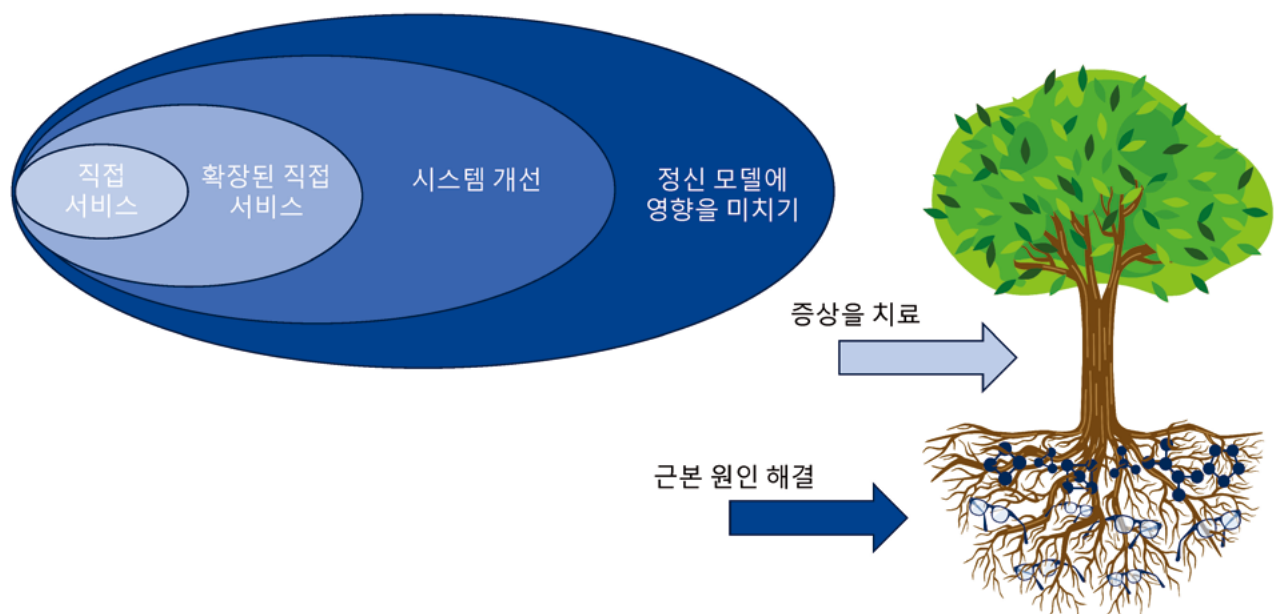 직접
서비스
확장된 직접
서비스
시스템 개선
정신 모델에
영향을 미치기
증상을 치료
근본 원인 해결